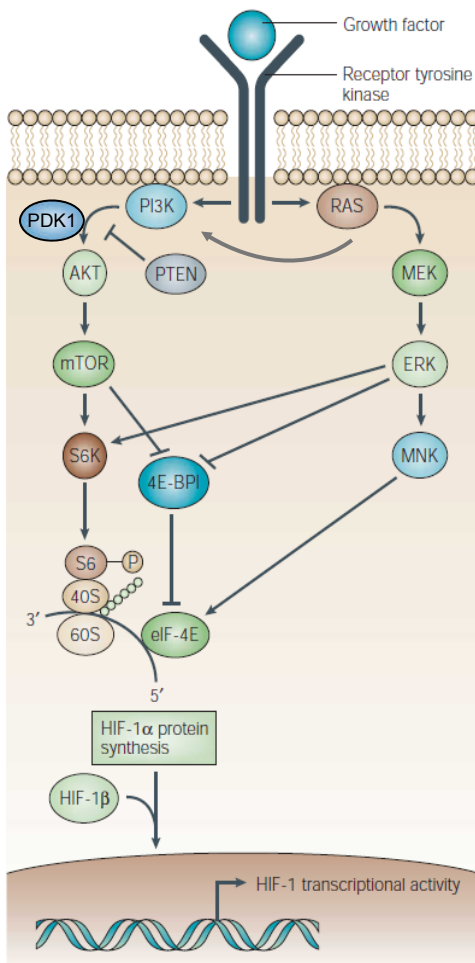 Growth factor
Receptor tyrosine
kinase
PDK1
PI3K
RAS
AKT
PTEN
MEK
mTOR
ERK
S6K
4E-BPI
MNK
S6
P
40S
3′
60S
eIF-4E
5′
HIF-1α protein
synthesis
HIF-1β
HIF-1 transcriptional activity